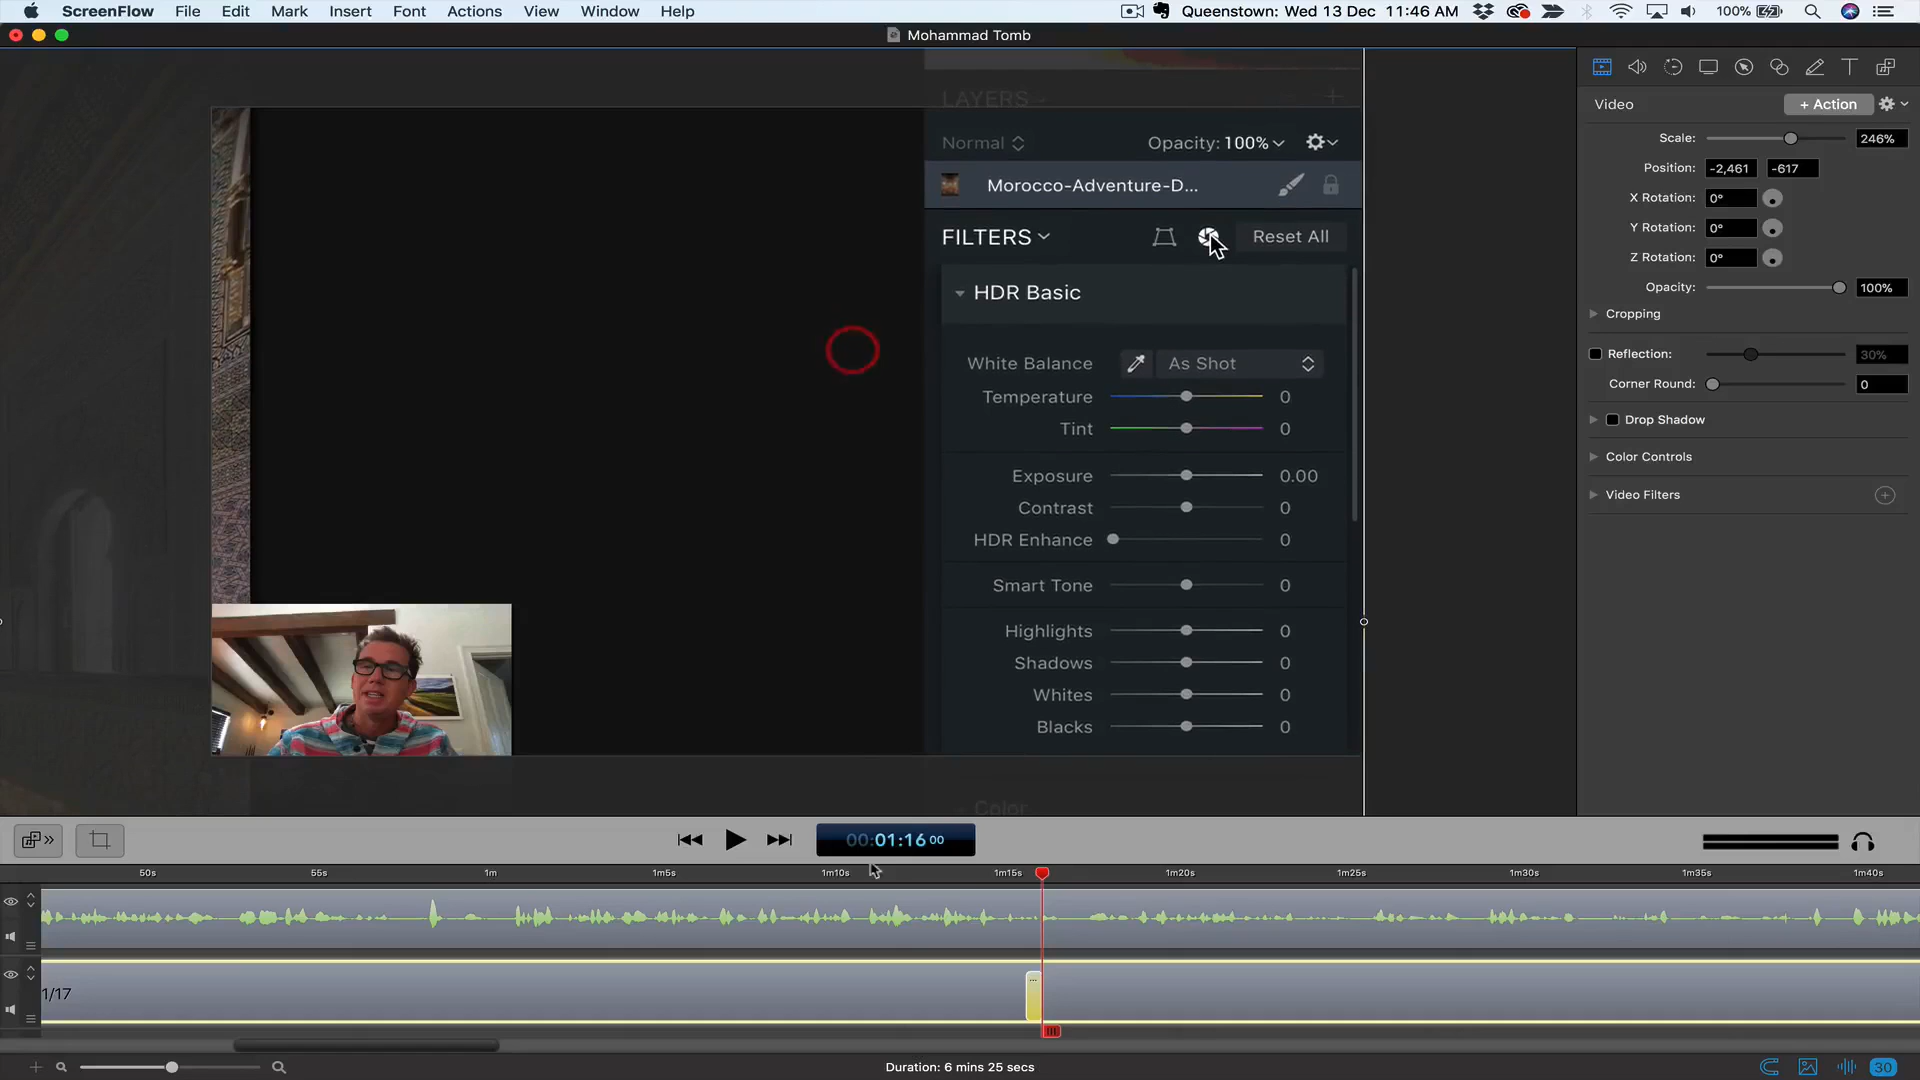 ScreenFlow File Edit Mark Insert Font Actions View Window Help Queenstown: Wed 13 Dec 11:46 AM 100%
Mohammad Tomb
LAYERS
Normal Opacity: 100%
Morocco-Adventure-D...
FILTERS Reset All
HDR Basic
White Balance As Shot
Temperature 0
Tint 0
Exposure 0.00
Contrast 0
HDR Enhance 0
Smart Tone 0
Highlights 0
Shadows 0
Whites 0
Blacks 0
Color
Video + Action
Scale: 246%
Position: -2,461 -617
X Rotation: 0°
Y Rotation: 0°
Z Rotation: 0°
Opacity: 100%
Cropping
Reflection: 30%
Corner Round: 0
Drop Shadow
Color Controls
Video Filters
00:01:16 00
50s 55s 1m 1m5s 1m10s 1m15s 1m20s 1m25s 1m30s 1m35s 1m40s
1/17
Duration: 6 mins 25 secs
30